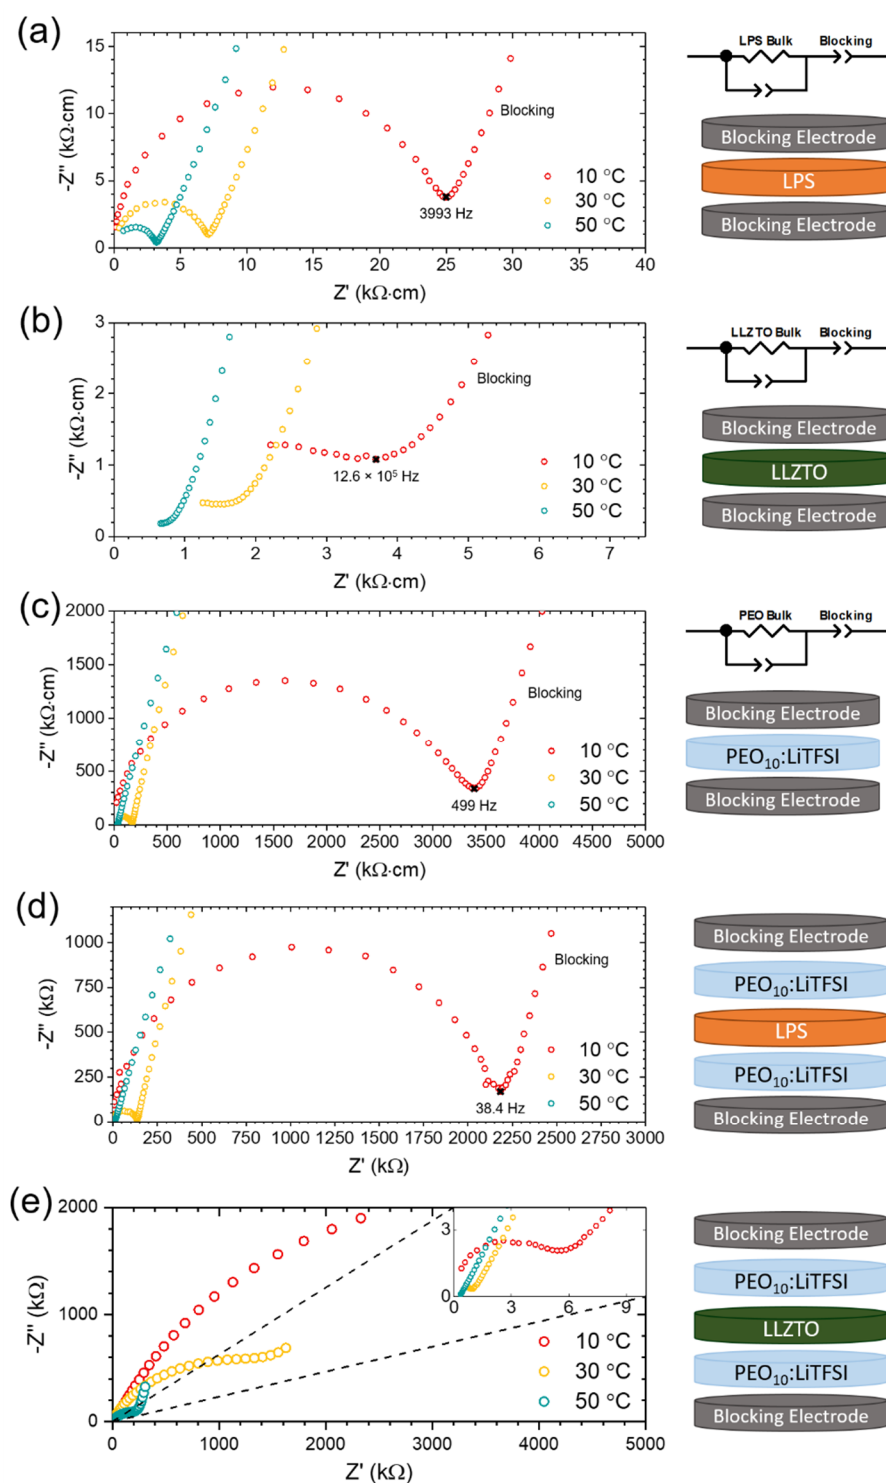 (a)
15
10
5
0
-Z" (kΩ·cm)
Blocking
10 °C
30 °C
50 °C
3993 Hz
0 5 10 15 20 25 30 35 40
Z' (kΩ·cm)
LPS Bulk Blocking
Blocking Electrode
LPS
Blocking Electrode
(b)
3
2
1
0
-Z" (kΩ·cm)
Blocking
10 °C
30 °C
50 °C
12.6 × 10⁵ Hz
0 1 2 3 4 5 6 7
Z' (kΩ·cm)
LLZTO Bulk Blocking
Blocking Electrode
LLZTO
Blocking Electrode
(c)
2000
1500
1000
500
0
-Z" (kΩ·cm)
Blocking
10 °C
30 °C
50 °C
499 Hz
0 500 1000 1500 2000 2500 3000 3500 4000 4500 5000
Z' (kΩ·cm)
PEO Bulk Blocking
Blocking Electrode
PEO₁₀:LiTFSI
Blocking Electrode
(d)
1000
750
500
250
0
-Z" (kΩ)
Blocking
10 °C
30 °C
50 °C
38.4 Hz
0 250 500 750 1000 1250 1500 1750 2000 2250 2500 2750 3000
Z' (kΩ)
Blocking Electrode
PEO₁₀:LiTFSI
LPS
PEO₁₀:LiTFSI
Blocking Electrode
(e)
2000
1000
0
-Z" (kΩ)
3
0
0 3 6 9
10 °C
30 °C
50 °C
0 1000 2000 3000 4000 5000
Z' (kΩ)
Blocking Electrode
PEO₁₀:LiTFSI
LLZTO
PEO₁₀:LiTFSI
Blocking Electrode